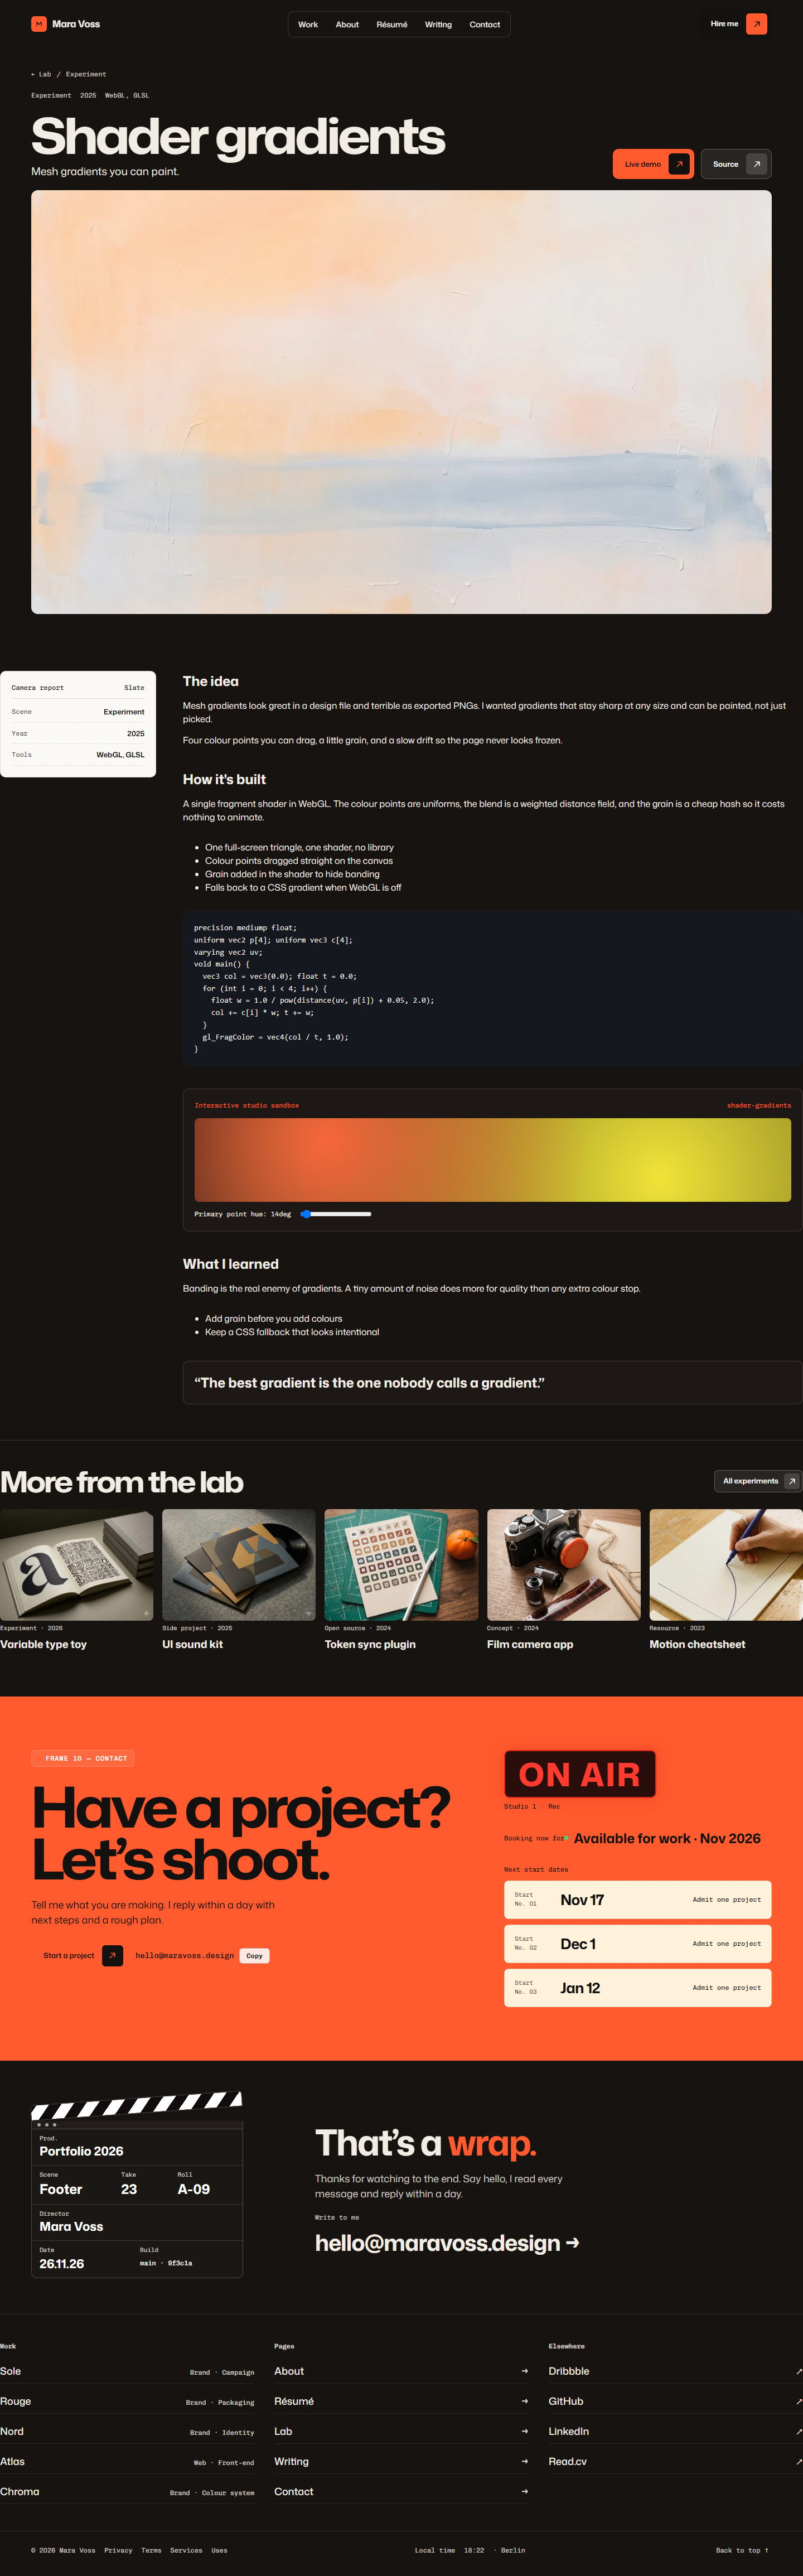 M Mara Voss
Work About Résumé Writing Contact
Hire me ↗
← Lab / Experiment
Experiment 2025 WebGL, GLSL
Shader gradients
Mesh gradients you can paint.
Live demo ↗
Source ↗
Camera report Slate
Scene Experiment
Year 2025
Tools WebGL, GLSL
The idea
Mesh gradients look great in a design file and terrible as exported PNGs. I wanted gradients that stay sharp at any size and can be painted, not just
picked.
Four colour points you can drag, a little grain, and a slow drift so the page never looks frozen.
How it's built
A single fragment shader in WebGL. The colour points are uniforms, the blend is a weighted distance field, and the grain is a cheap hash so it costs
nothing to animate.
• One full-screen triangle, one shader, no library
• Colour points dragged straight on the canvas
• Grain added in the shader to hide banding
• Falls back to a CSS gradient when WebGL is off
precision mediump float;
uniform vec2 p[4]; uniform vec3 c[4];
varying vec2 uv;
void main() {
  vec3 col = vec3(0.0); float t = 0.0;
  for (int i = 0; i < 4; i++) {
    float w = 1.0 / pow(distance(uv, p[i]) + 0.05, 2.0);
    col += c[i] * w; t += w;
  }
  gl_FragColor = vec4(col / t, 1.0);
}
Interactive studio sandbox shader-gradients
Primary point hue: 14deg
What I learned
Banding is the real enemy of gradients. A tiny amount of noise does more for quality than any extra colour stop.
• Add grain before you add colours
• Keep a CSS fallback that looks intentional
“The best gradient is the one nobody calls a gradient.”
More from the lab
All experiments ↗
a
Experiment · 2026
Variable type toy
Side project · 2025
UI sound kit
Open source · 2024
Token sync plugin
Concept · 2024
Film camera app
Resource · 2023
Motion cheatsheet
FRAME 10 — CONTACT
Have a project?
Let’s shoot.
Tell me what you are making. I reply within a day with
next steps and a rough plan.
Start a project ↗
hello@maravoss.design Copy
ON AIR
Studio 1 · Rec
Booking now for Available for work · Nov 2026
Next start dates
Start
No. 01
Nov 17
Admit one project
Start
No. 02
Dec 1
Admit one project
Start
No. 03
Jan 12
Admit one project
Prod.
Portfolio 2026
Scene Take Roll
Footer 23 A-09
Director
Mara Voss
Date Build
26.11.26 main · 9f3c1a
That’s a wrap.
Thanks for watching to the end. Say hello, I read every
message and reply within a day.
Write to me
hello@maravoss.design →
Work
Sole Brand · Campaign
Rouge Brand · Packaging
Nord Brand · Identity
Atlas Web · Front-end
Chroma Brand · Colour system
Pages
About →
Résumé →
Lab →
Writing →
Contact →
Elsewhere
Dribbble ↗
GitHub ↗
LinkedIn ↗
Read.cv ↗
© 2026 Mara Voss Privacy Terms Services Uses
Local time 18:22 · Berlin
Back to top ↑